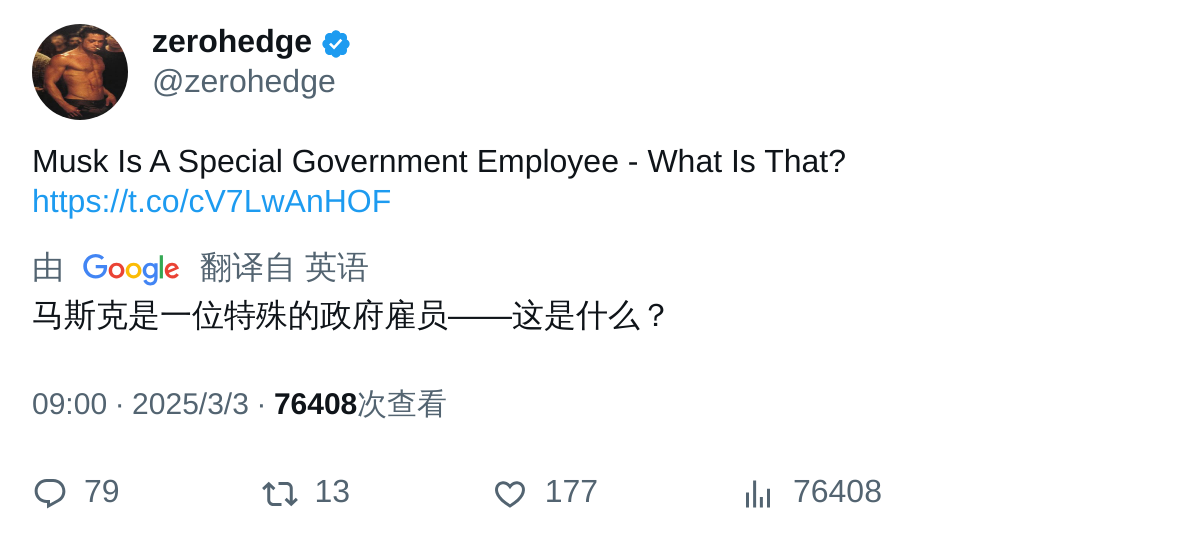 zerohedge
@zerohedge
Musk Is A Special Government Employee - What Is That?
https://t.co/cV7LwAnHOF
由 Google 翻译自 英语
马斯克是一位特殊的政府雇员——这是什么？
09:00 · 2025/3/3 · 76408次查看
79 13 177 76408